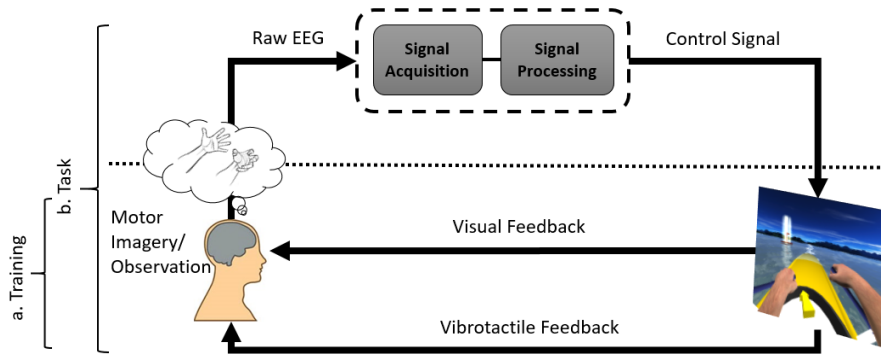 Raw EEG
Signal
Acquisition
Signal
Processing
Control Signal
b. Task
a. Training
Motor
Imagery/
Observation
Visual Feedback
Vibrotactile Feedback